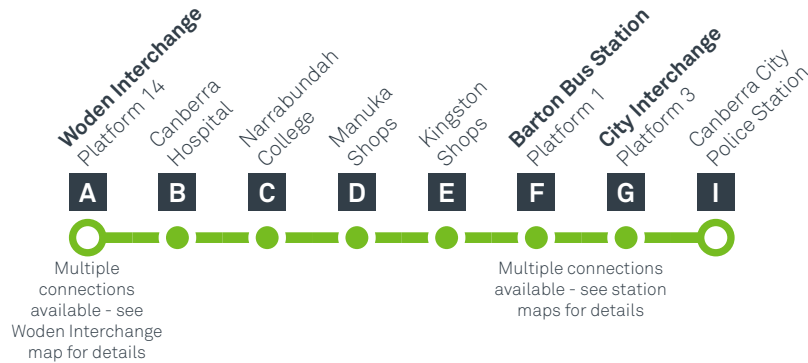 Woden Interchange
Platform 14
Canberra
Hospital
Narrabundah
College
Manuka
Shops
Kingston
Shops
Barton Bus Station
Platform 1
City Interchange
Platform 3
Canberra City
Police Station
A
B
C
D
E
F
G
I
Multiple
connections
available - see
Woden Interchange
map for details
Multiple connections
available - see station
maps for details